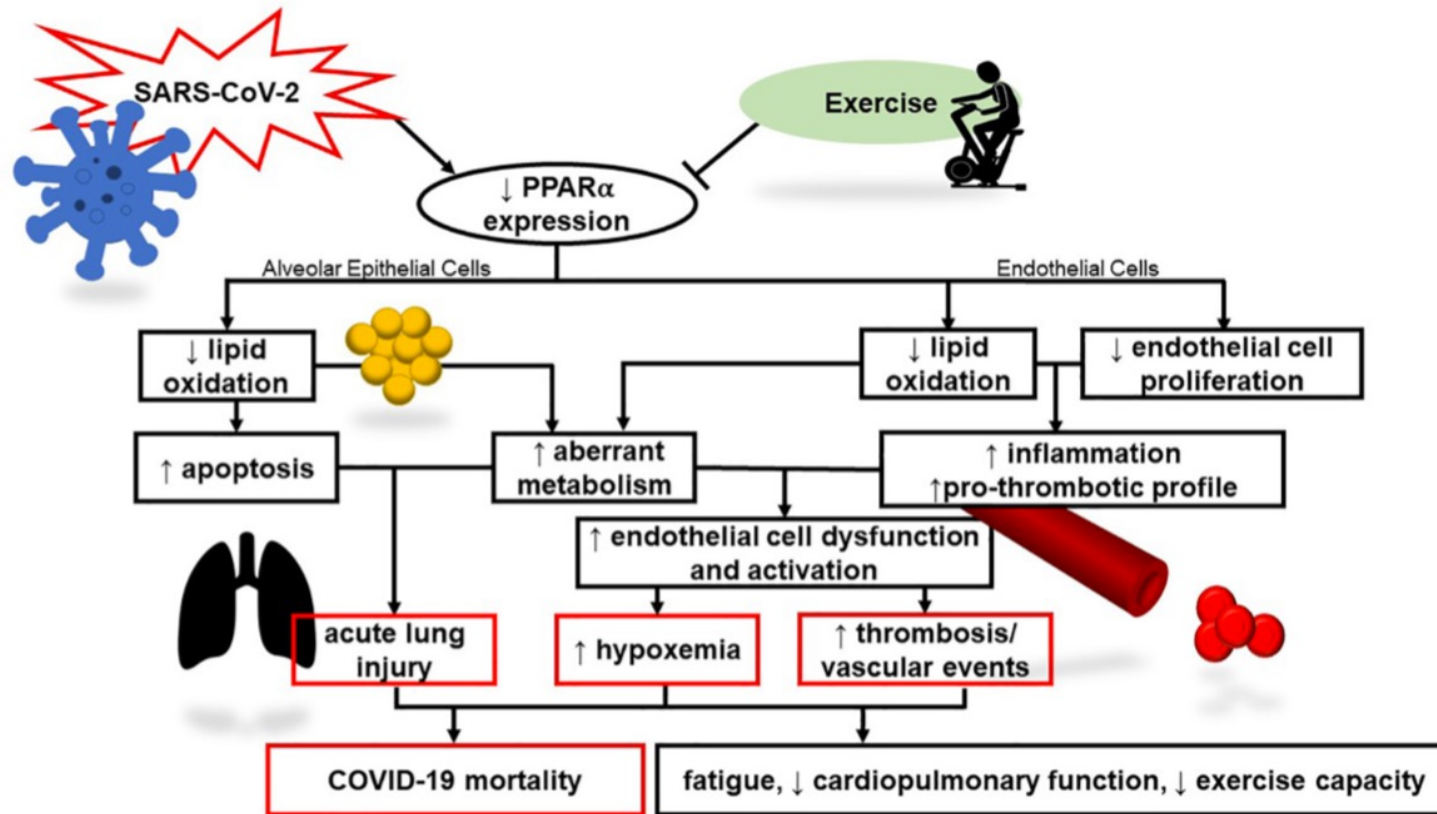 SARS-CoV-2
Exercise
↓ PPARα
expression
Alveolar Epithelial Cells
Endothelial Cells
↓ lipid
oxidation
↓ lipid
oxidation
↓ endothelial cell
proliferation
↑ apoptosis
↑ aberrant
metabolism
↑ inflammation
↑pro-thrombotic profile
↑ endothelial cell dysfunction
and activation
acute lung
injury
↑ hypoxemia
↑ thrombosis/
vascular events
COVID-19 mortality
fatigue, ↓ cardiopulmonary function, ↓ exercise capacity